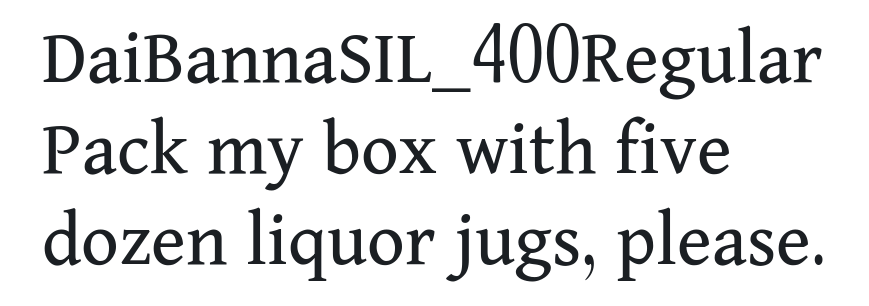 DaiBannaSIL_400Regular
Pack my box with five
dozen liquor jugs, please.